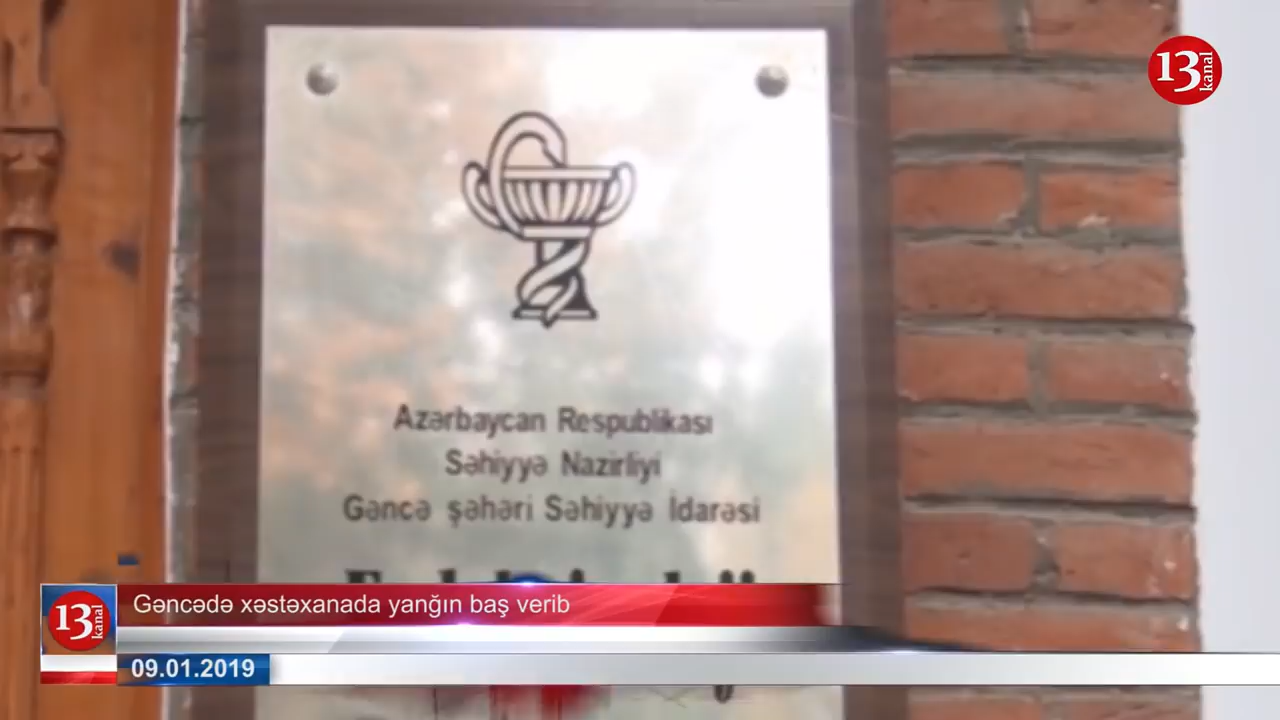 13 kanal
Azərbaycan Respublikası
Səhiyyə Nazirliyi
Gəncə şəhəri Səhiyyə İdarəsi
13 kanal
Gəncədə xəstəxanada yanğın baş verib
09.01.2019